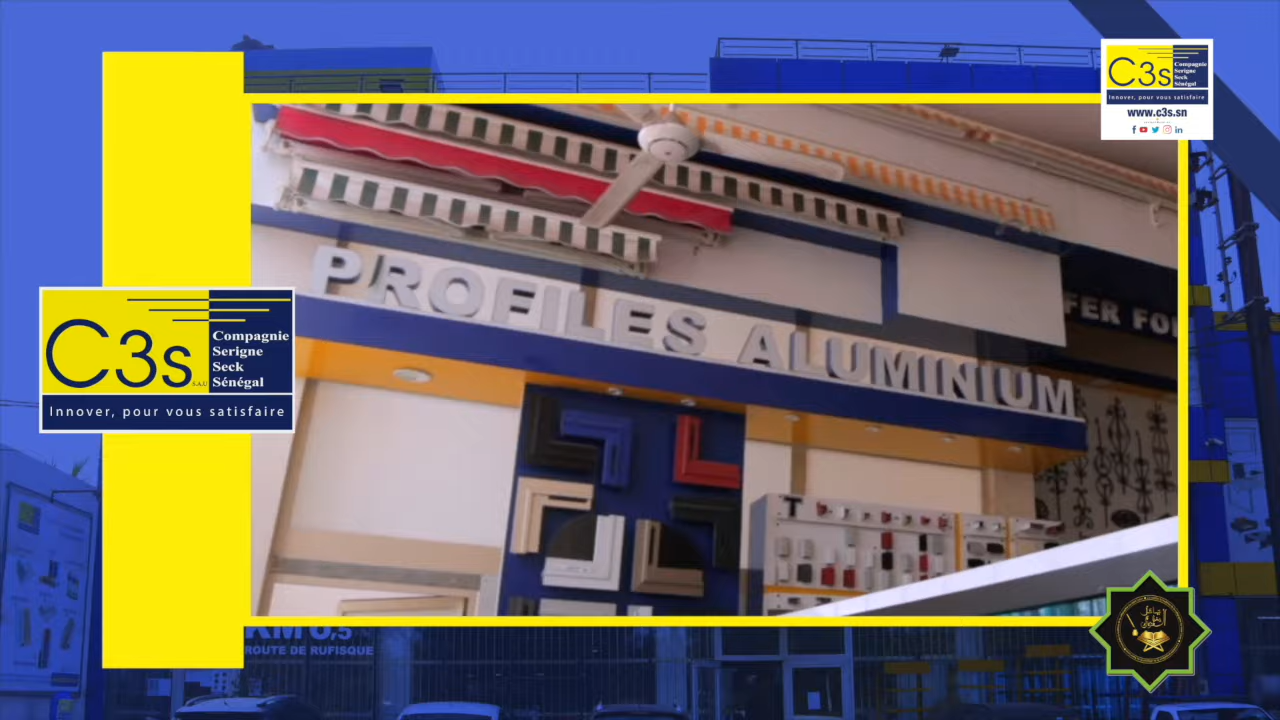 C3s
Compagnie
Serigne
Seck
Sénégal
Innover, pour vous satisfaire
www.c3s.sn
PROFILES ALUMINIUM
FER FO
C3s S.A.U
Compagnie
Serigne
Seck
Sénégal
Innover, pour vous satisfaire
KM 0,5
ROUTE DE RUFISQUE